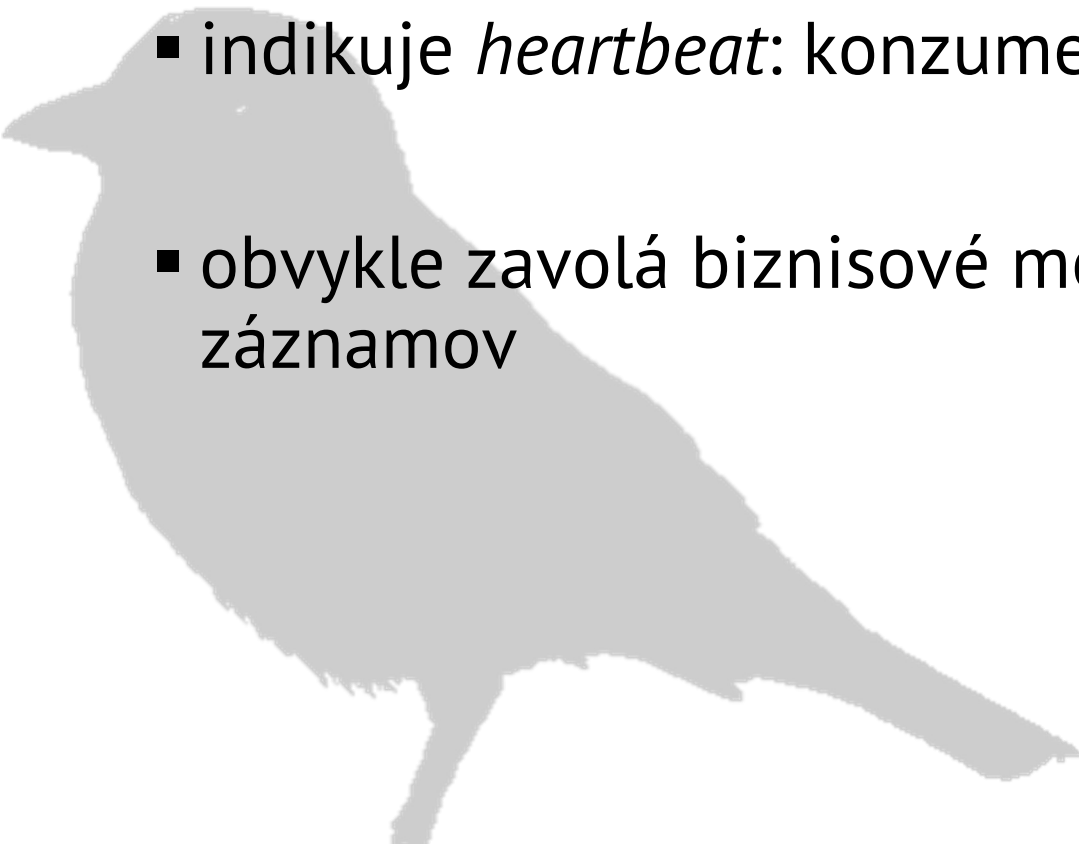 ▪ indikuje heartbeat: konzume
▪ obvykle zavolá biznisové
záznamov